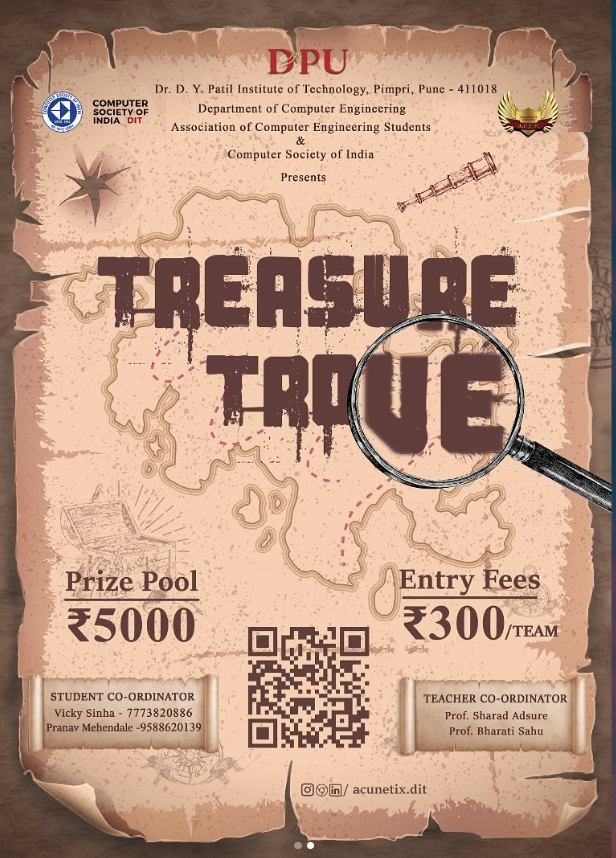 DPU
Dr. D. Y. Patil Institute of Technology, Pimpri, Pune - 411018
COMPUTER
SOCIETY OF
INDIA DIT
Department of Computer Engineering
Association of Computer Engineering Students
&
Computer Society of India
Presents
TREASURE
TROVE
Prize Pool
₹5000
Entry Fees
₹300/TEAM
STUDENT CO-ORDINATOR
Vicky Sinha - 7773820886
Pranav Mehendale -9588620139
TEACHER CO-ORDINATOR
Prof. Sharad Adsure
Prof. Bharati Sahu
/ acunetix.dit